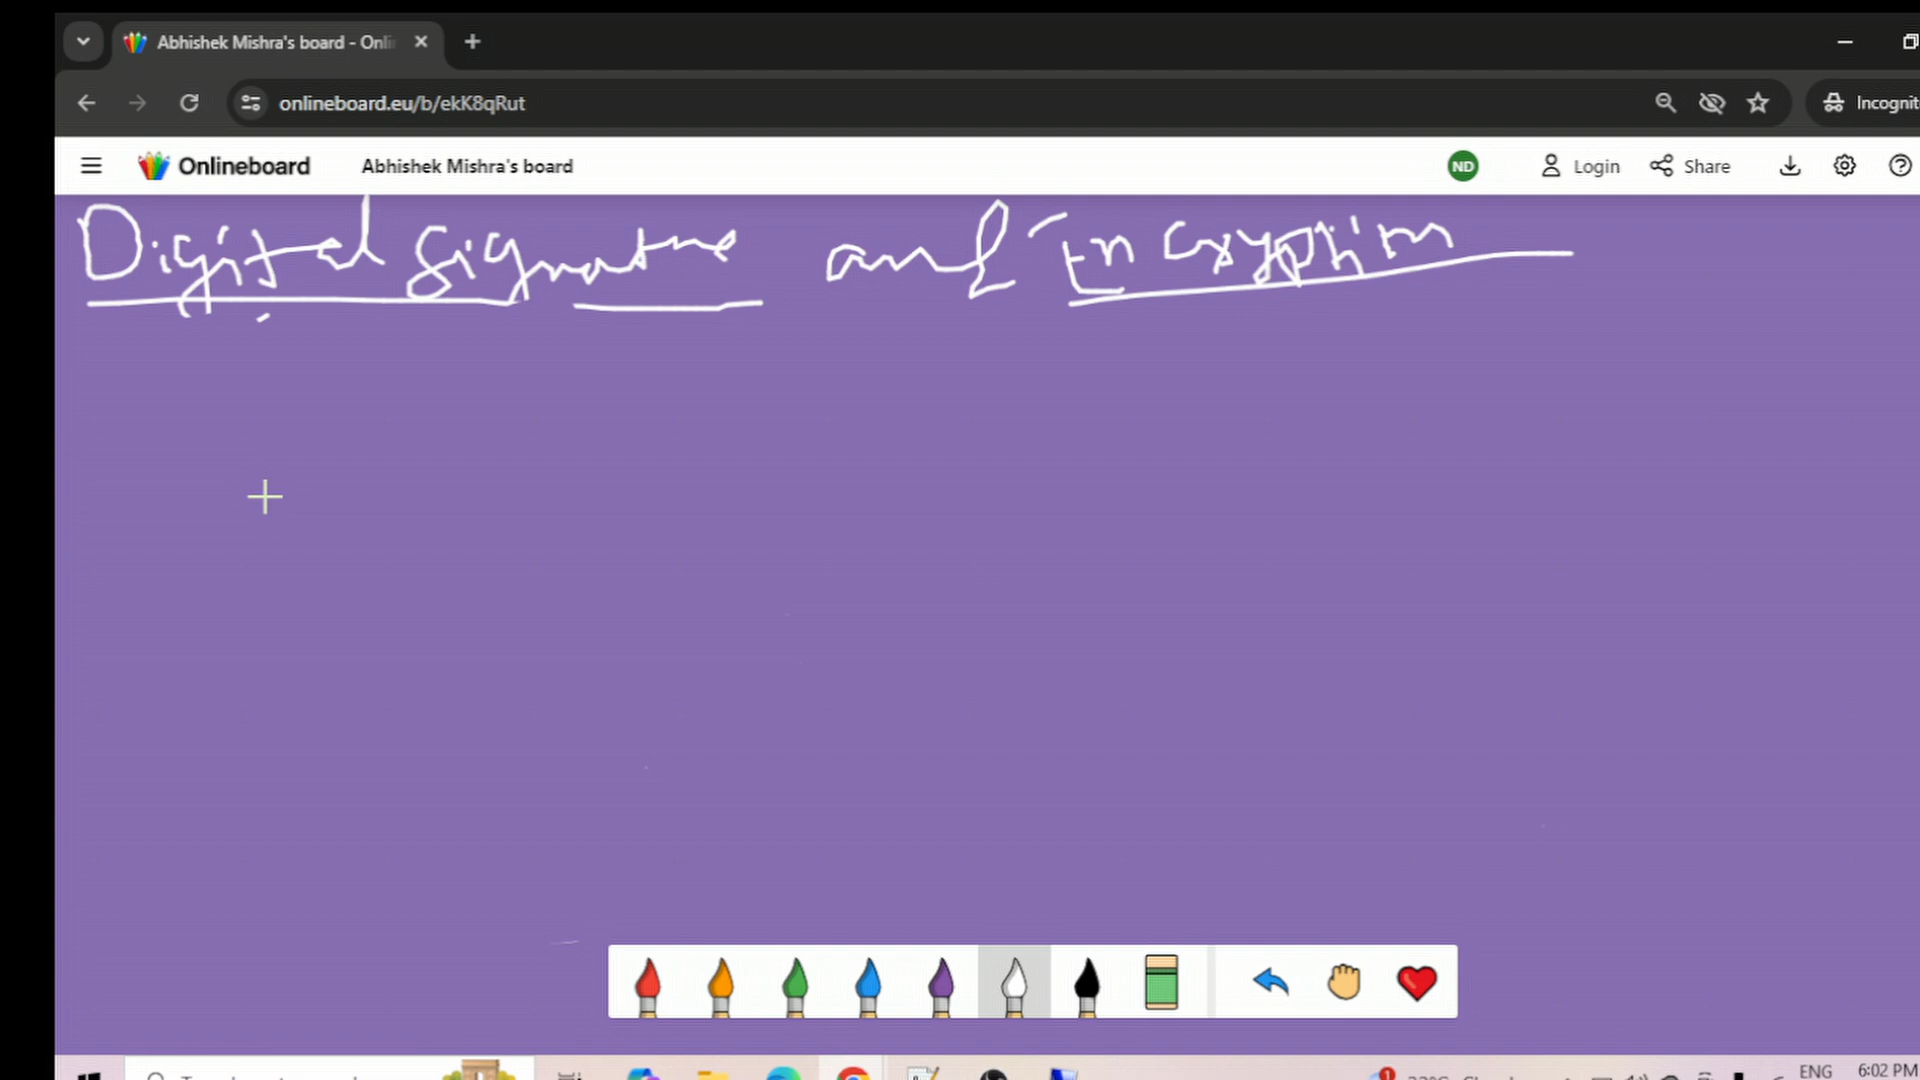 Abhishek Mishra's board - Onli
onlineboard.eu/b/ekK8qRut
Incognit
Onlineboard Abhishek Mishra's board ND Login Share
Digital Signature and Encryption
ENG 6:02 PM